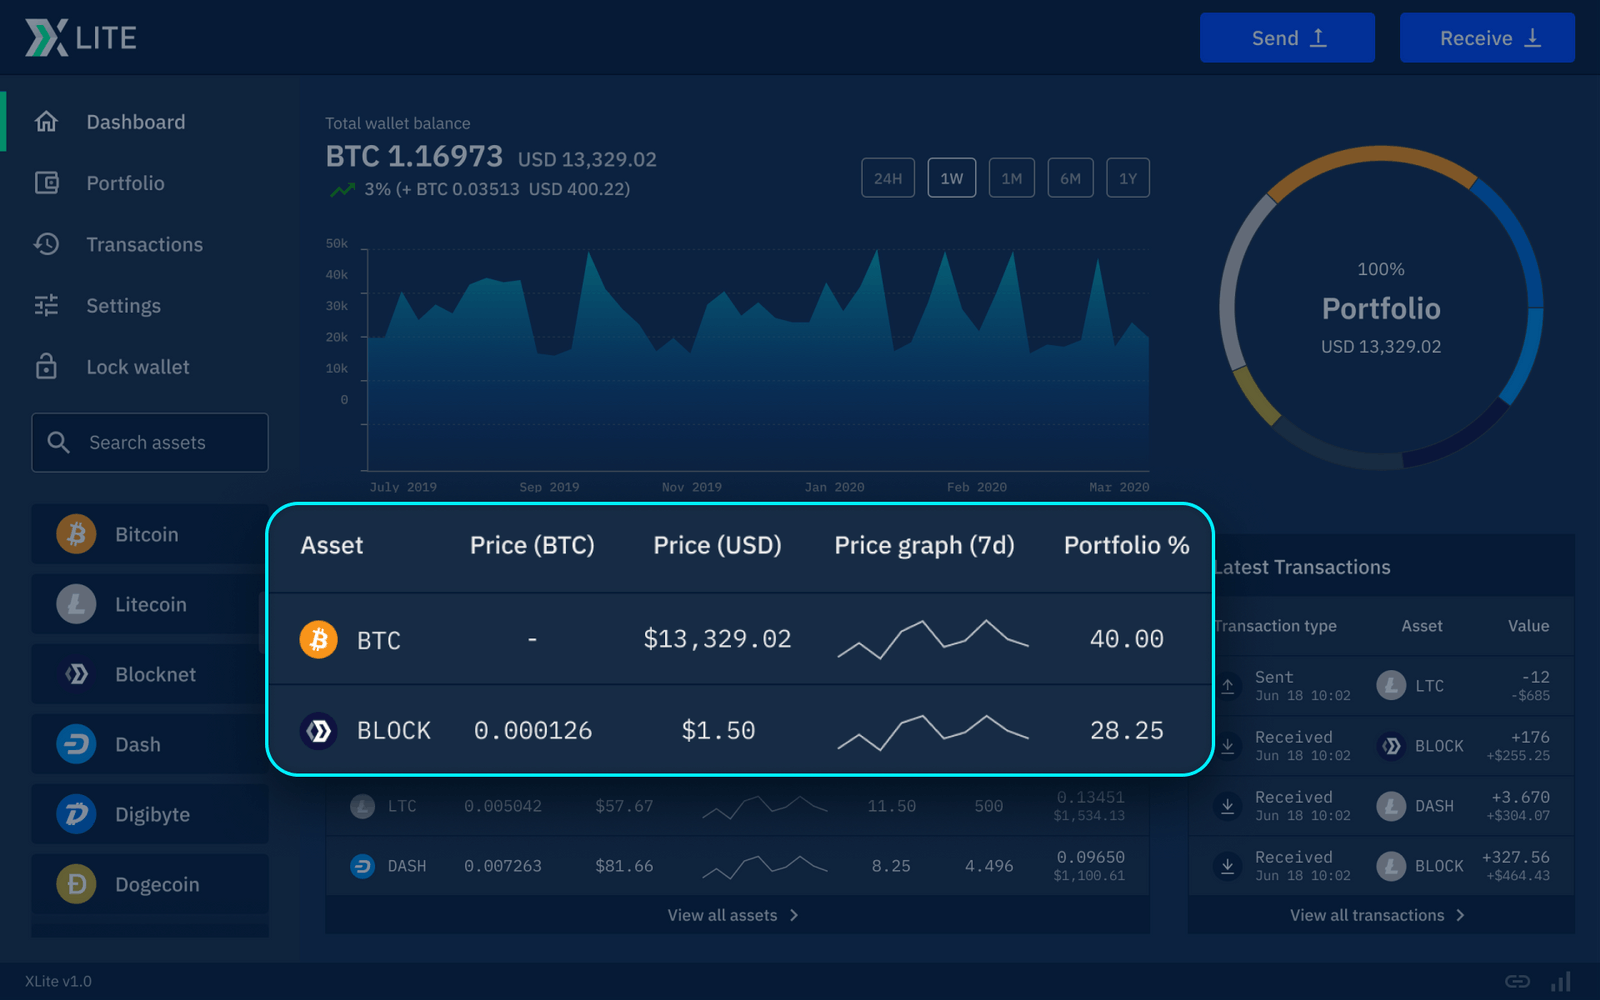 XLITE
Send
Receive
Dashboard
Portfolio
Transactions
Settings
Lock wallet
Search assets
Bitcoin
Litecoin
Blocknet
Dash
Digibyte
Dogecoin
Total wallet balance
BTC 1.16973 USD 13,329.02
3% (+ BTC 0.03513 USD 400.22)
24H 1W 1M 6M 1Y
50k
40k
30k
20k
10k
0
July 2019 Sep 2019 Nov 2019 Jan 2020 Feb 2020 Mar 2020
100%
Portfolio
USD 13,329.02
Asset Price (BTC) Price (USD) Price graph (7d) Portfolio %
BTC - $13,329.02 40.00
BLOCK 0.000126 $1.50 28.25
LTC 0.005042 $57.67 11.50 500 0.13451
$1,534.13
DASH 0.007263 $81.66 8.25 4.496 0.09650
$1,100.61
View all assets
Latest Transactions
Transaction type Asset Value
Sent LTC -12
Jun 18 10:02 -$685
Received BLOCK +176
Jun 18 10:02 +$255.25
Received DASH +3.670
Jun 18 10:02 +$304.07
Received BLOCK +327.56
Jun 18 10:02 +$464.43
View all transactions
XLite v1.0